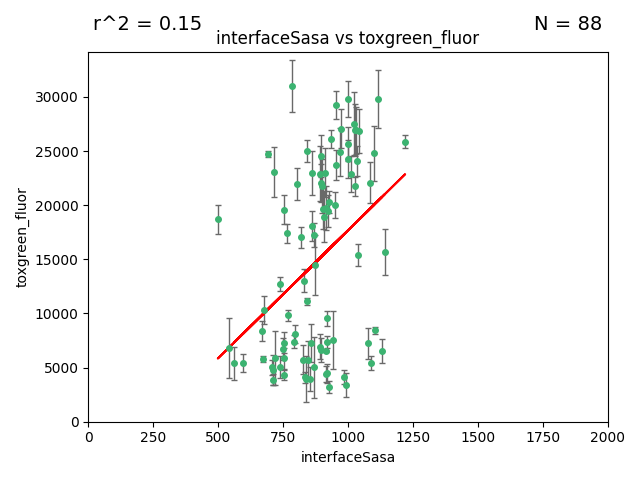 r^2 = 0.15
N = 88
interfaceSasa vs toxgreen_fluor
30000
25000
20000
15000
10000
5000
0
toxgreen_fluor
0 250 500 750 1000 1250 1500 1750 2000
interfaceSasa